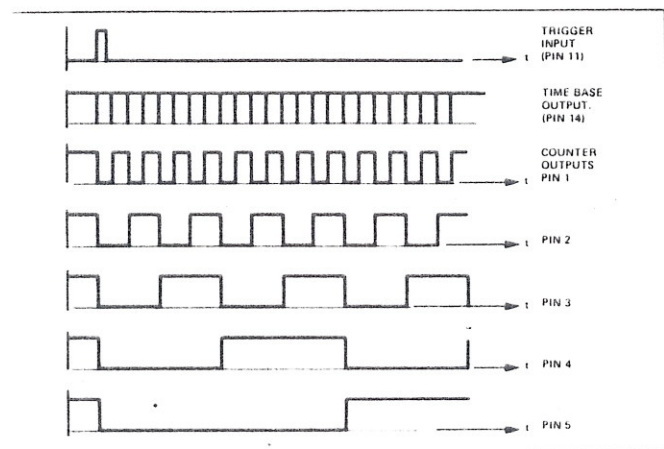 TRIGGER
INPUT
t (PIN 11)
TIME BASE
OUTPUT.
(PIN 14)
COUNTER
OUTPUTS
t PIN 1
t PIN 2
t PIN 3
t PIN 4
t PIN 5